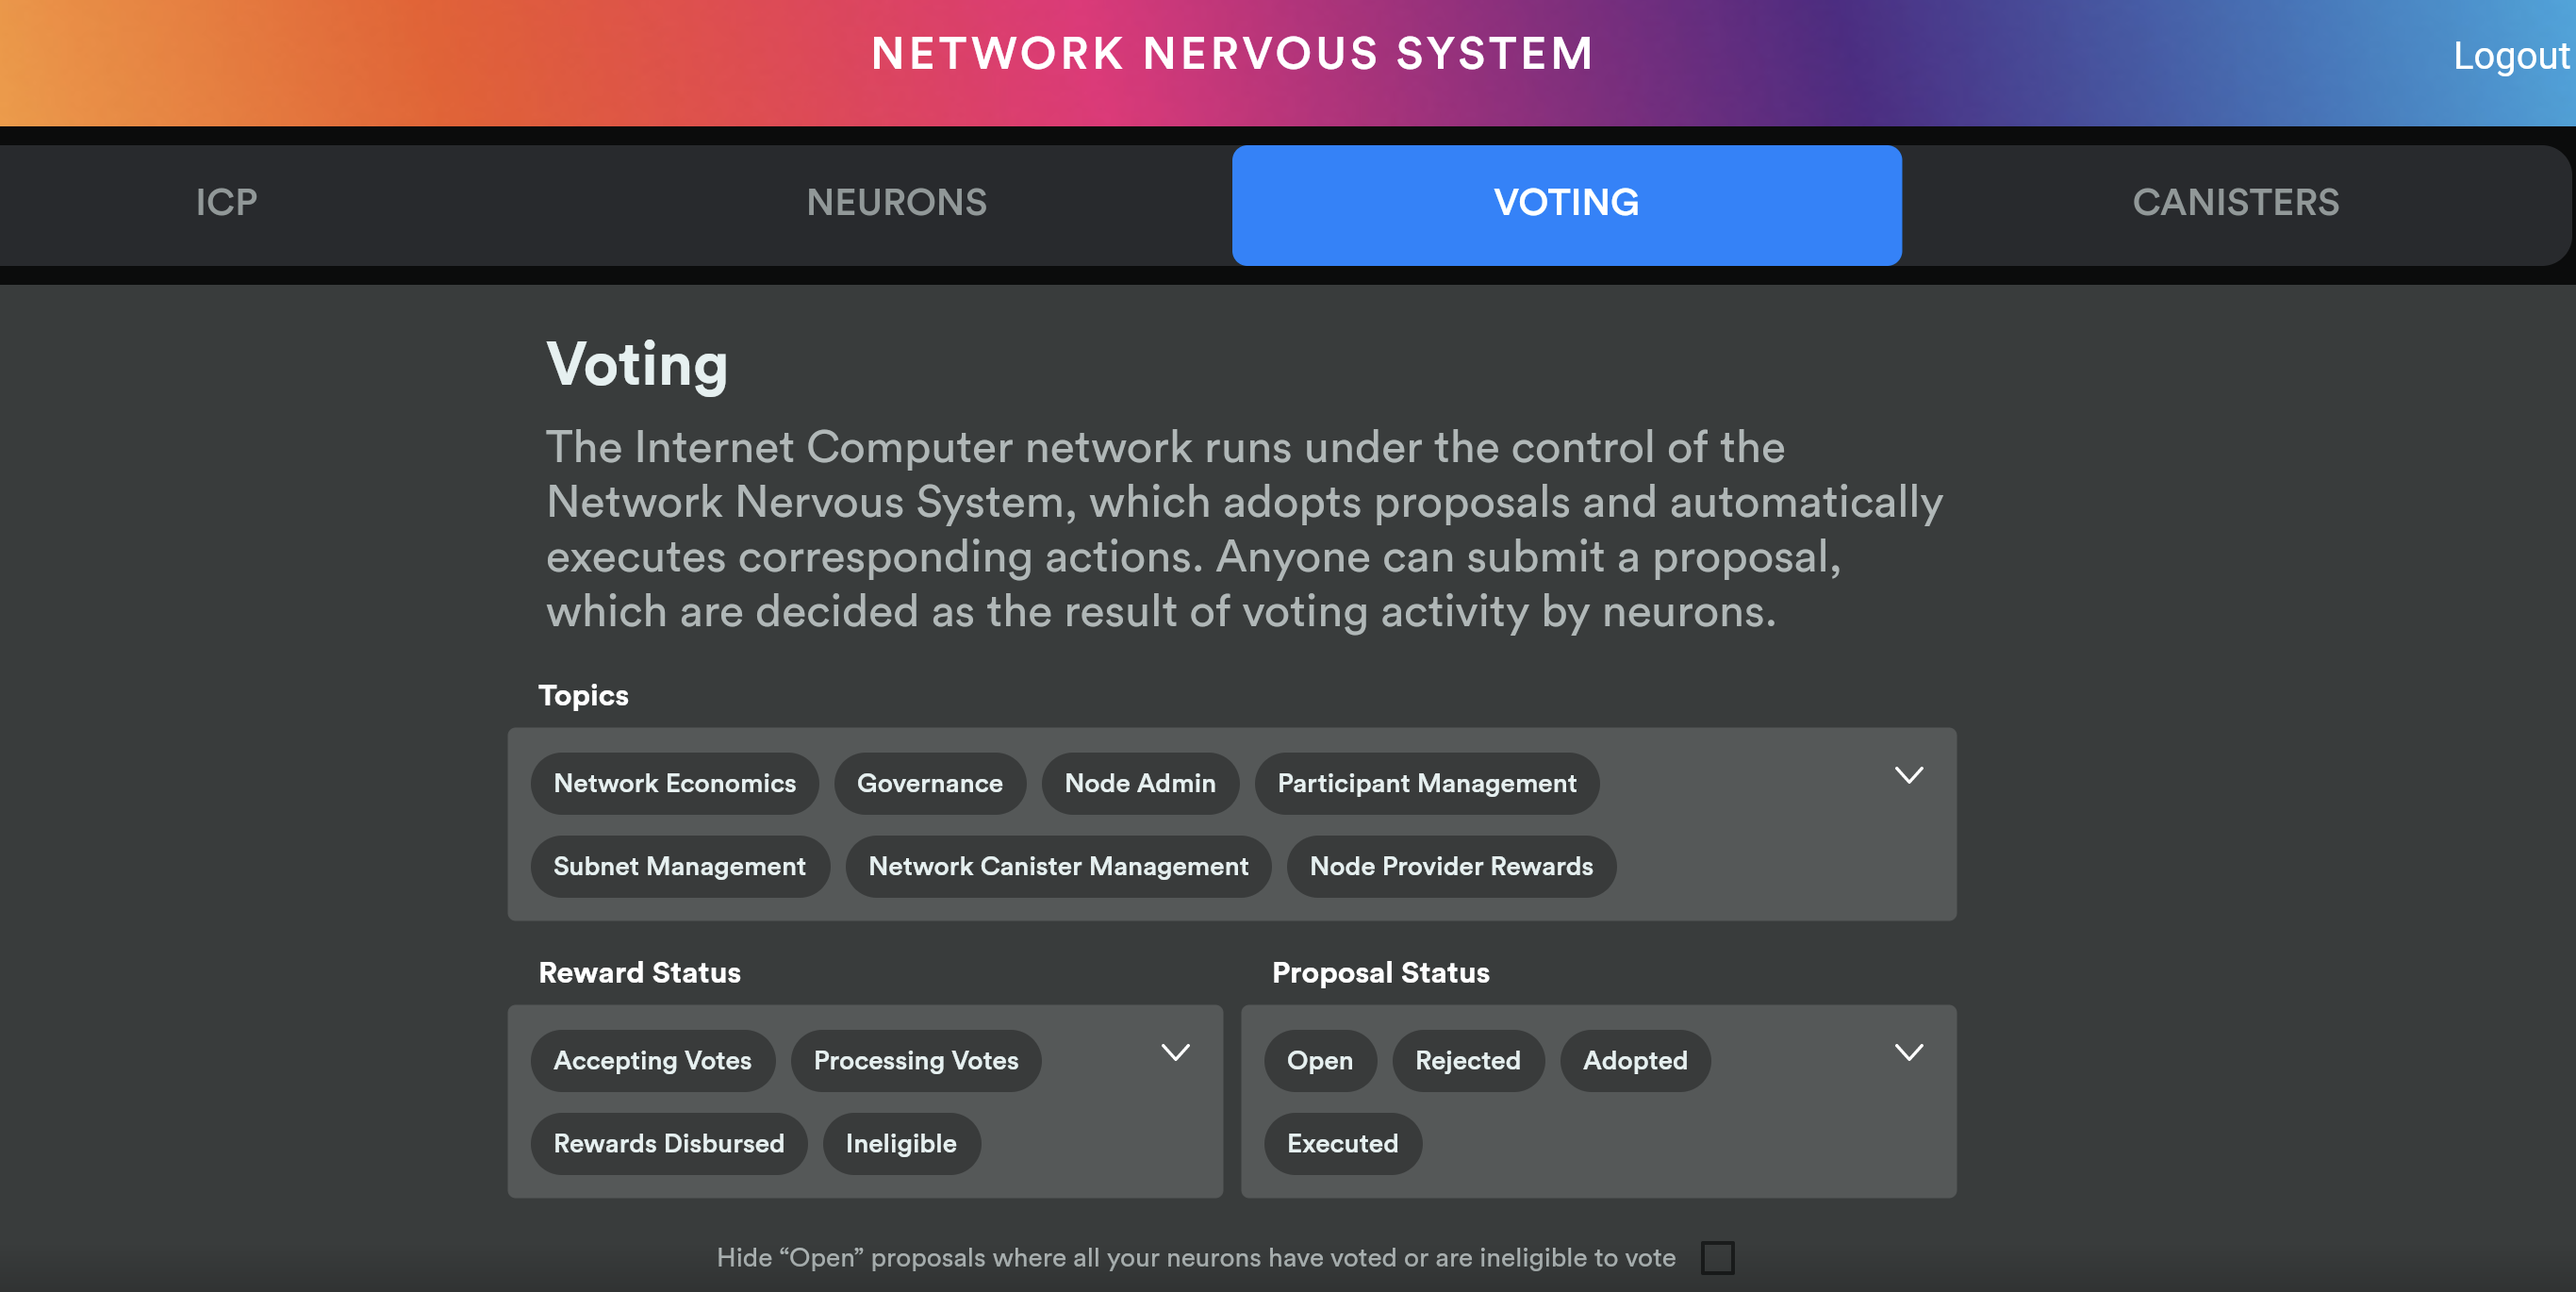 NETWORK NERVOUS SYSTEM
Logout
ICP
NEURONS
VOTING
CANISTERS
Voting
The Internet Computer network runs under the control of the
Network Nervous System, which adopts proposals and automatically
executes corresponding actions. Anyone can submit a proposal,
which are decided as the result of voting activity by neurons.
Topics
Network Economics
Governance
Node Admin
Participant Management
Subnet Management
Network Canister Management
Node Provider Rewards
Reward Status
Accepting Votes
Processing Votes
Rewards Disbursed
Ineligible
Proposal Status
Open
Rejected
Adopted
Executed
Hide “Open” proposals where all your neurons have voted or are ineligible to vote